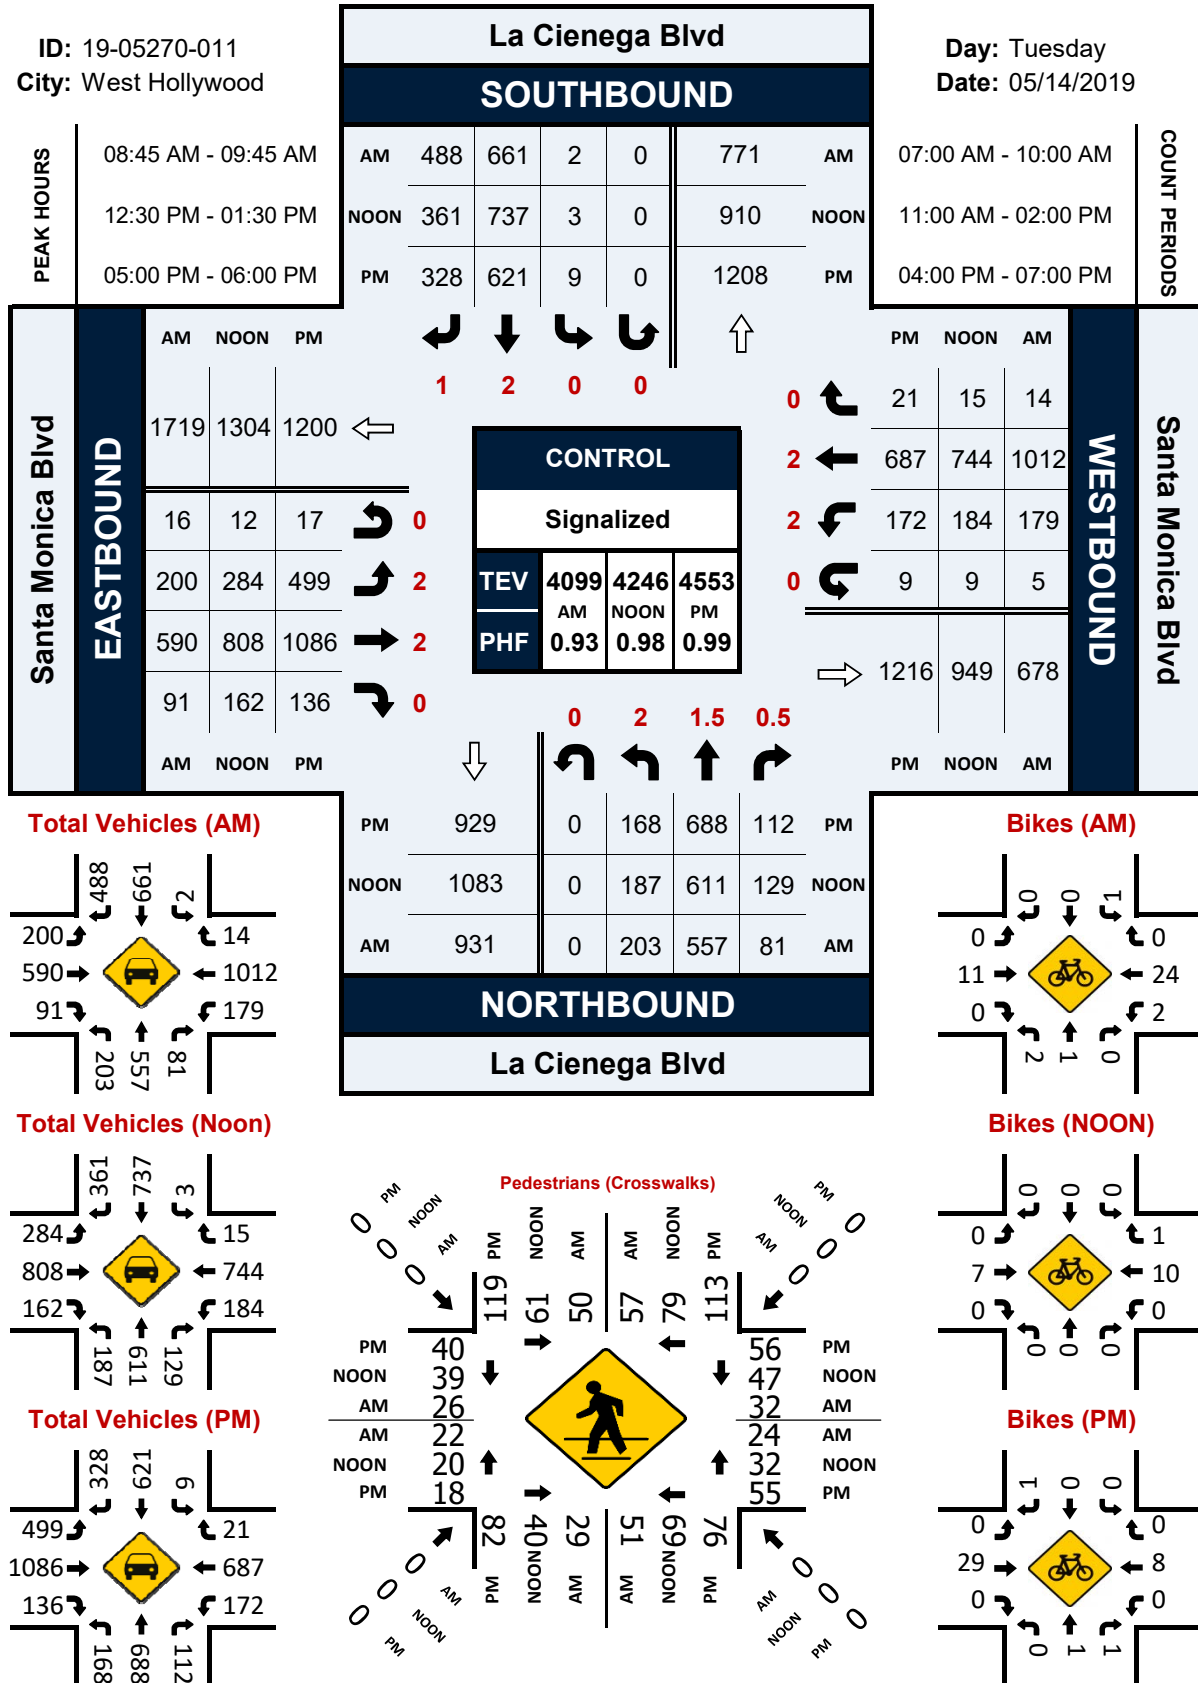 ID: 19-05270-011
City: West Hollywood
La Cienega Blvd
SOUTHBOUND
Day: Tuesday
Date: 05/14/2019
PEAK HOURS
08:45 AM - 09:45 AM
12:30 PM - 01:30 PM
05:00 PM - 06:00 PM
AM 488 661 2 0 771 AM
NOON 361 737 3 0 910 NOON
PM 328 621 9 0 1208 PM
07:00 AM - 10:00 AM
11:00 AM - 02:00 PM
04:00 PM - 07:00 PM
COUNT PERIODS
1 2 0 0
Santa Monica Blvd
EASTBOUND
AM NOON PM
1719 1304 1200
16 12 17 0
200 284 499 2
590 808 1086 2
91 162 136 0
AM NOON PM
CONTROL
Signalized
TEV 4099 4246 4553
AM NOON PM
PHF 0.93 0.98 0.99
PM NOON AM
0 21 15 14
2 687 744 1012
2 172 184 179
0 9 9 5
1216 949 678
PM NOON AM
WESTBOUND
Santa Monica Blvd
0 2 1.5 0.5
PM 929 0 168 688 112 PM
NOON 1083 0 187 611 129 NOON
AM 931 0 203 557 81 AM
NORTHBOUND
La Cienega Blvd
Total Vehicles (AM)
488 661 2
200 14
590 1012
91 179
203 557 81
Bikes (AM)
0 0 1
0 0
11 24
0 2
2 1 0
Total Vehicles (Noon)
361 737 3
284 15
808 744
162 184
187 611 129
Bikes (NOON)
0 0 0
0 1
7 10
0 0
0 0 0
Total Vehicles (PM)
328 621 9
499 21
1086 687
136 172
168 688 112
Bikes (PM)
1 0 0
0 0
29 8
0 0
0 1 1
Pedestrians (Crosswalks)
PM NOON AM
0 0 0
PM NOON AM AM NOON PM
119 61 50 57 79 113
PM NOON AM
0 0 0
PM 40 56 PM
NOON 39 47 NOON
AM 26 32 AM
AM 22 24 AM
NOON 20 32 NOON
PM 18 55 PM
82 40 29 51 69 76
PM NOON AM AM NOON PM
0 0 0
AM NOON PM
0 0 0
AM NOON PM